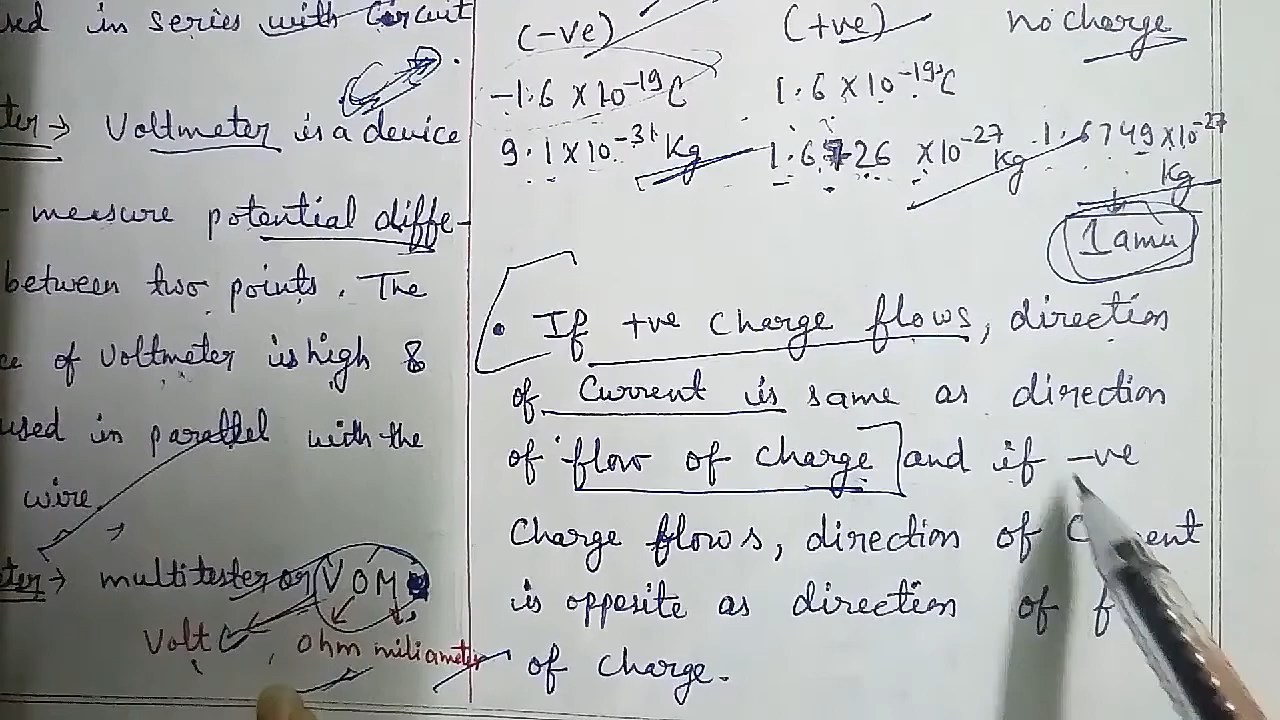 sed in series with Circuit
ter → Voltmeter is a device
measure potential diffe-
between two points. The
ce of Voltmeter is high &
used in parallel with the
wire.
ter → multitester or VOM
Volt, ohm miliameter
(-ve) (+ve) no charge
-1.6 × 10⁻¹⁹ C 1.6 × 10⁻¹⁹ C
9.1 × 10⁻³¹ Kg 1.6726 × 10⁻²⁷ Kg 1.6749 × 10⁻²⁷ Kg
1 amu
• If +ve charge flows, direction
of Current is same as direction
of flow of charge and if -ve
Charge flows, direction of
is opposite as direction of
of charge.